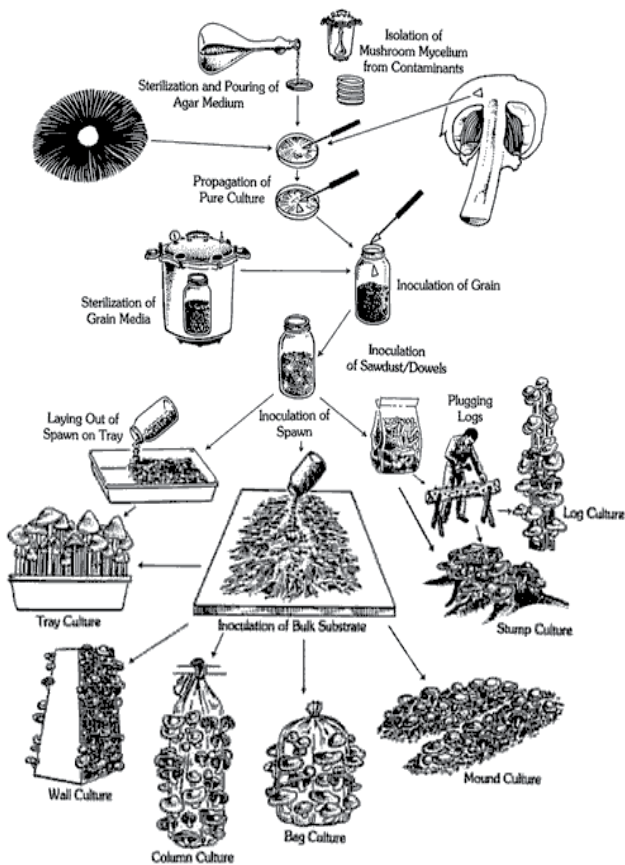 Isolation of
Mushroom Mycelium
from Contaminants
Sterilization and Pouring of
Agar Medium
Propagation of
Pure Culture
Sterilization of
Grain Media
Inoculation of Grain
Inoculation
of Sawdust/Dowels
Laying Out of
Spawn on Tray
Inoculation of
Spawn
Plugging
Logs
Log Culture
Tray Culture
Inoculation of Bulk Substrate
Stump Culture
Wall Culture
Column Culture
Bag Culture
Mound Culture